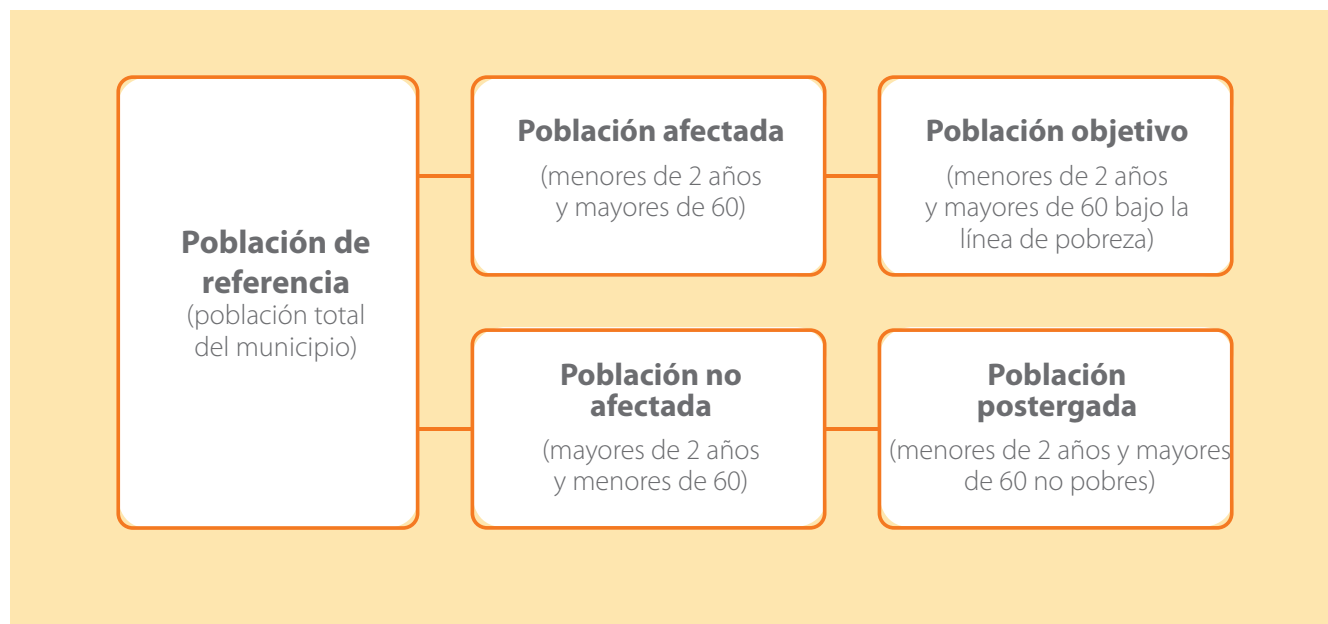 Población de
referencia
(población total
del municipio)
Población afectada
(menores de 2 años
y mayores de 60)
Población objetivo
(menores de 2 años
y mayores de 60 bajo la
línea de pobreza)
Población no
afectada
(mayores de 2 años
y menores de 60)
Población
postergada
(menores de 2 años y mayores
de 60 no pobres)